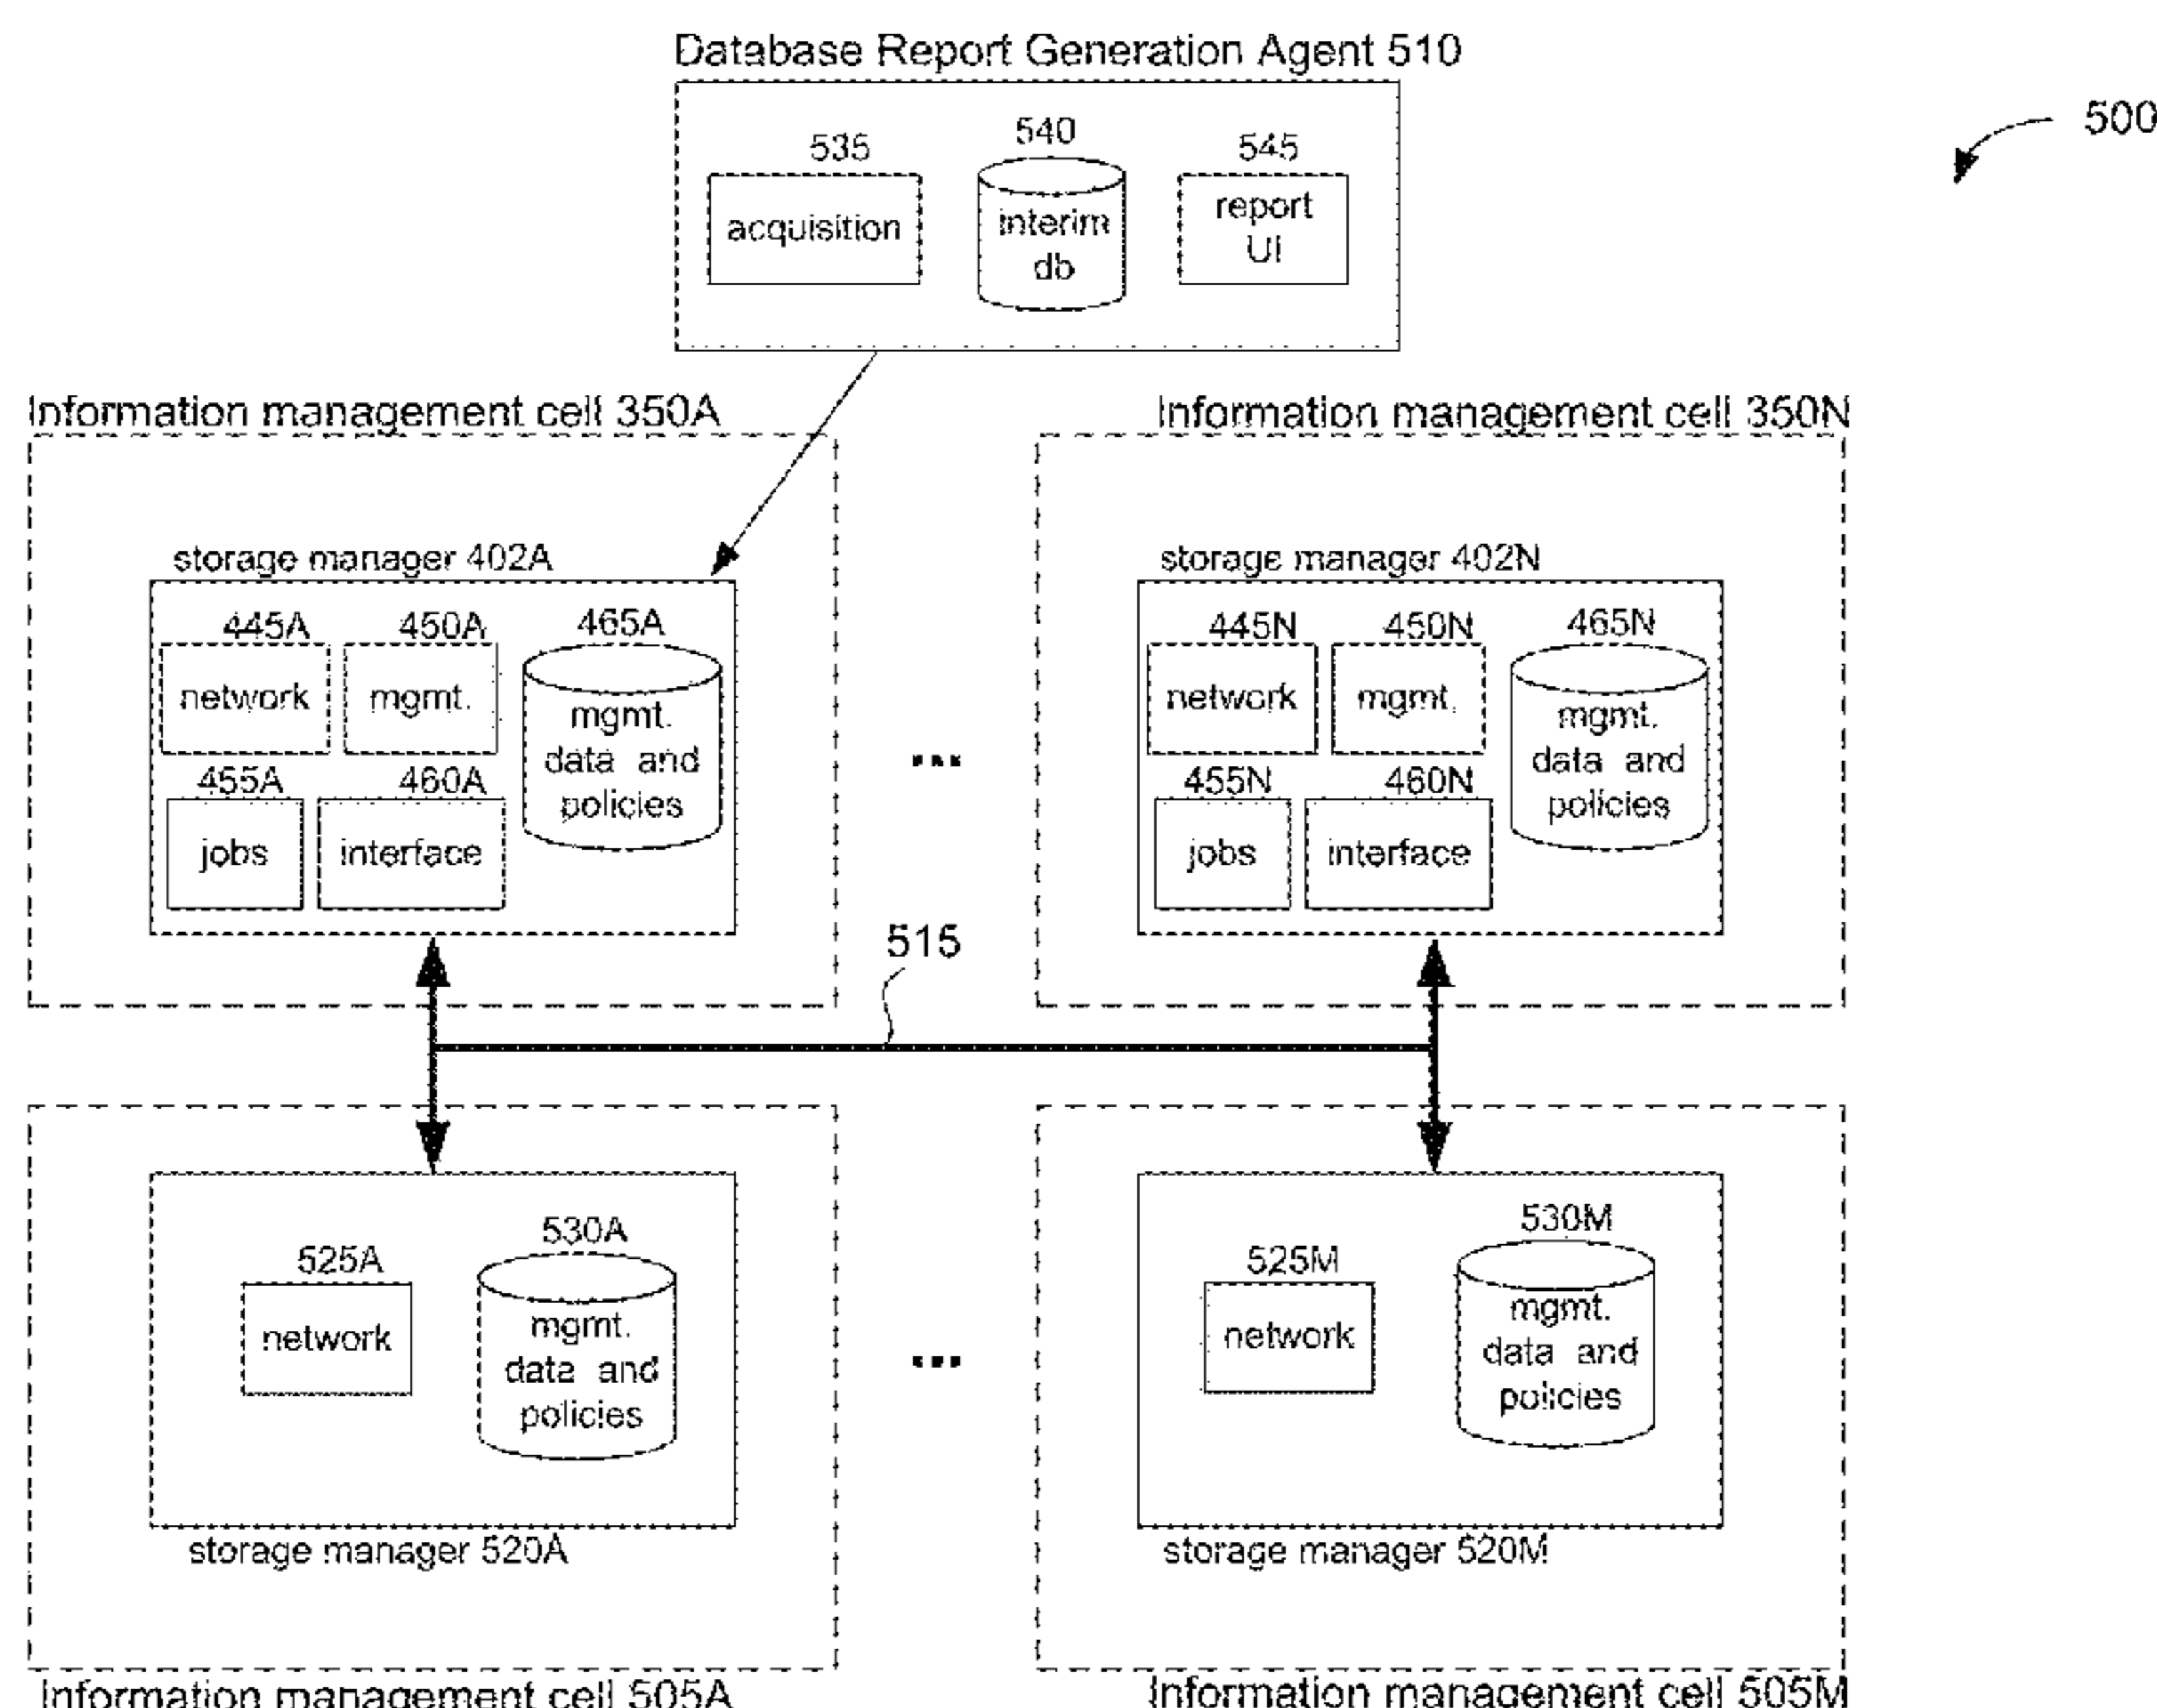 Database Report Generation Agent 510
500
535
540
545
acquisition
interim
db
report
UI
Information management cell 350A
Information management cell 350N
storage manager 402A
445A
450A
465A
network
mgmt.
mgmt.
data and
policies
455A
460A
jobs
interface
...
storage manager 402N
445N
450N
465N
network
mgmt.
mgmt.
data and
policies
455N
460N
jobs
interface
515
525A
530A
network
mgmt.
data and
policies
storage manager 520A
...
525M
530M
network
mgmt.
data and
policies
storage manager 520M
Information management cell 505A
Information management cell 505M